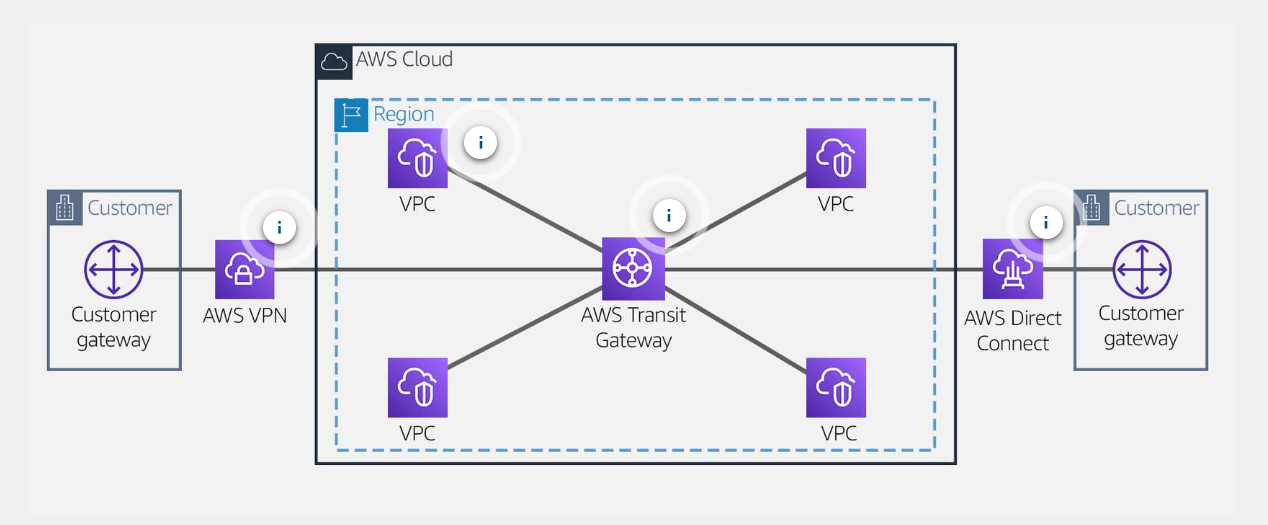 AWS Cloud
Region
i
VPC
VPC
Customer
i
i
i
Customer
Customer
gateway
AWS VPN
AWS Transit
Gateway
AWS Direct
Connect
Customer
gateway
VPC
VPC